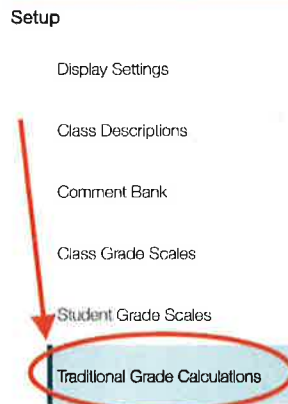 Setup
Display Settings
Class Descriptions
Comment Bank
Class Grade Scales
Student Grade Scales
Traditional Grade Calculations